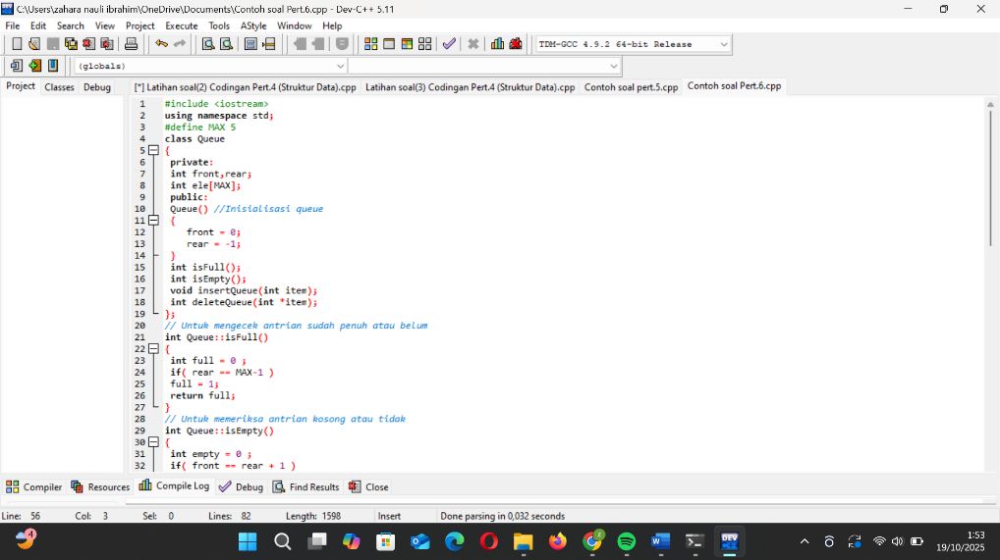 C:\Users\zahara nauli ibrahim\OneDrive\Documents\Contoh soal Pert.6.cpp - Dev-C++ 5.11
File Edit Search View Project Execute Tools AStyle Window Help
TDM-GCC 4.9.2 64-bit Release
(globals)
Project Classes Debug
[*] Latihan soal(2) Codingan Pert.4 (Struktur Data).cpp Latihan soal(3) Codingan Pert.4 (Struktur Data).cpp Contoh soal pert.5.cpp Contoh soal Pert.6.cpp
1 #include <iostream>
2 using namespace std;
3 #define MAX 5
4 class Queue
5 {
6 private:
7 int front,rear;
8 int ele[MAX];
9 public:
10 Queue() //Inisialisasi queue
11 {
12 front = 0;
13 rear = -1;
14 }
15 int isFull();
16 int isEmpty();
17 void insertQueue(int item);
18 int deleteQueue(int *item);
19 };
20 // Untuk mengecek antrian sudah penuh atau belum
21 int Queue::isFull()
22 {
23 int full = 0 ;
24 if( rear == MAX-1 )
25 full = 1;
26 return full;
27 }
28 // Untuk memeriksa antrian kosong atau tidak
29 int Queue::isEmpty()
30 {
31 int empty = 0 ;
32 if( front == rear + 1 )
Compiler Resources Compile Log Debug Find Results Close
Line: 56 Col: 3 Sel: 0 Lines: 82 Length: 1598 Insert Done parsing in 0,032 seconds
4
DEV
1:53
19/10/2025